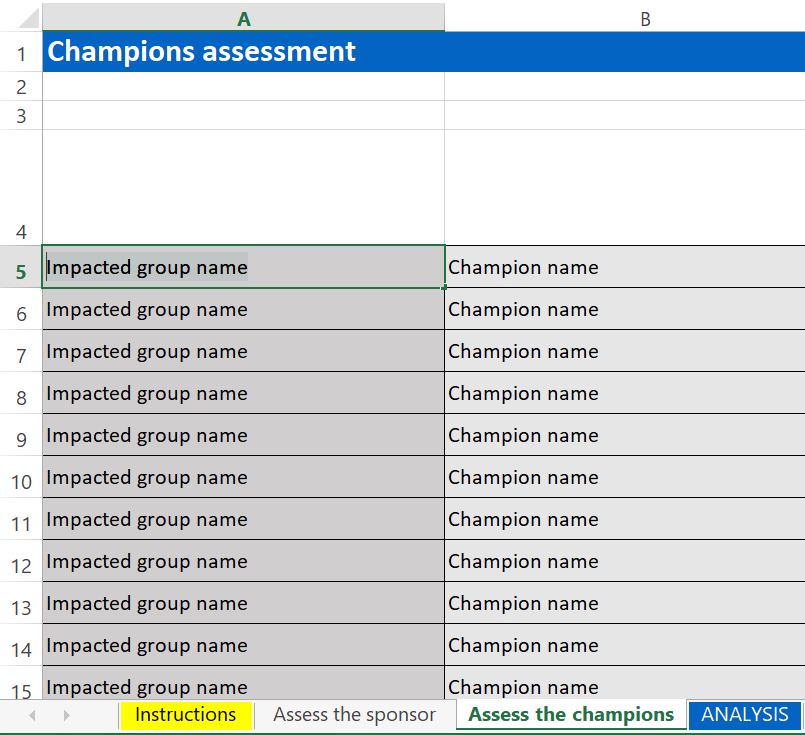 A B
1 Champions assessment
2
3
4
5 Impacted group name Champion name
6 Impacted group name Champion name
7 Impacted group name Champion name
8 Impacted group name Champion name
9 Impacted group name Champion name
10 Impacted group name Champion name
11 Impacted group name Champion name
12 Impacted group name Champion name
13 Impacted group name Champion name
14 Impacted group name Champion name
15 Impacted group name Champion name
Instructions Assess the sponsor Assess the champions ANALYSIS